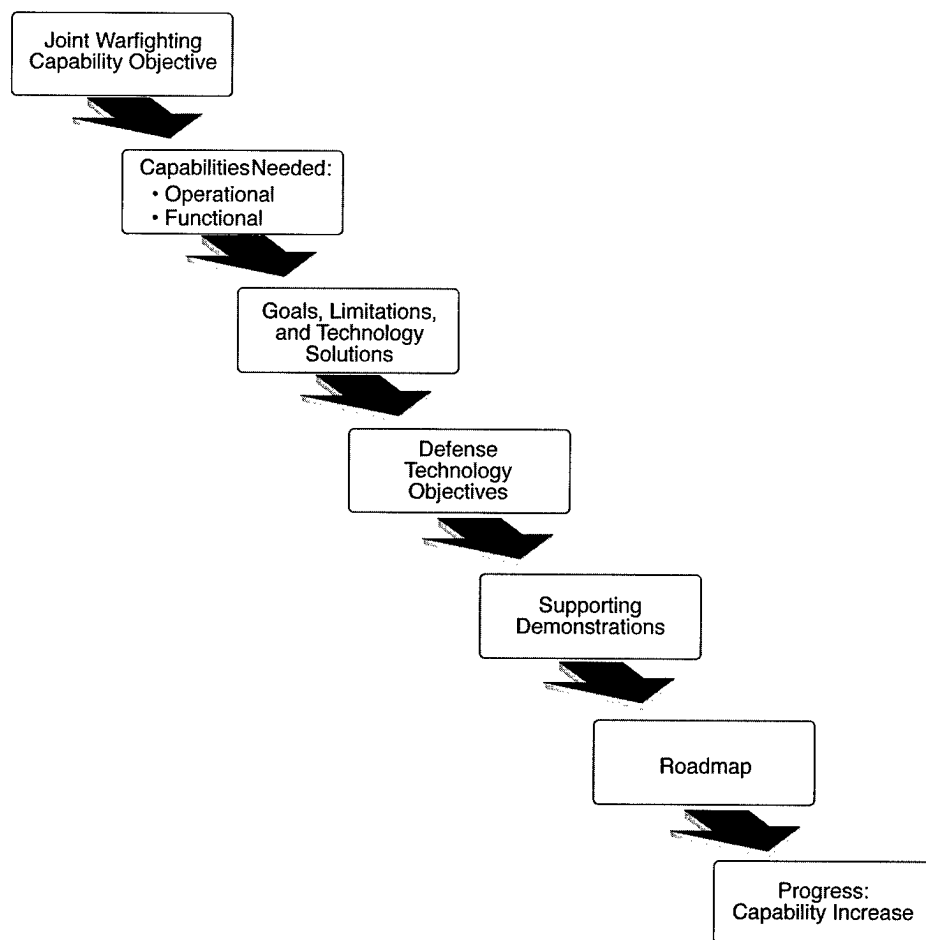 Joint Warfighting
Capability Objective
CapabilitiesNeeded:
• Operational
• Functional
Goals, Limitations,
and Technology
Solutions
Defense
Technology
Objectives
Supporting
Demonstrations
Roadmap
Progress:
Capability Increase